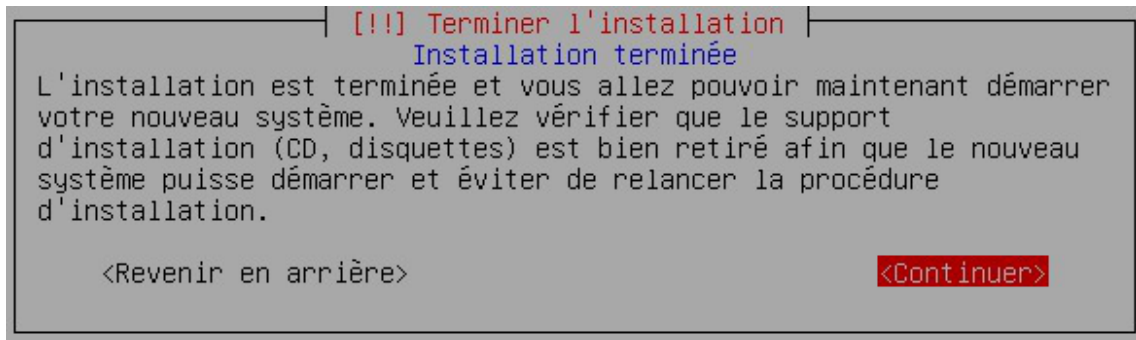 [!!] Terminer l'installation
Installation terminée
L'installation est terminée et vous allez pouvoir maintenant démarrer
votre nouveau système. Veuillez vérifier que le support
d'installation (CD, disquettes) est bien retiré afin que le nouveau
système puisse démarrer et éviter de relancer la procédure
d'installation.
<Revenir en arrière> <Continuer>